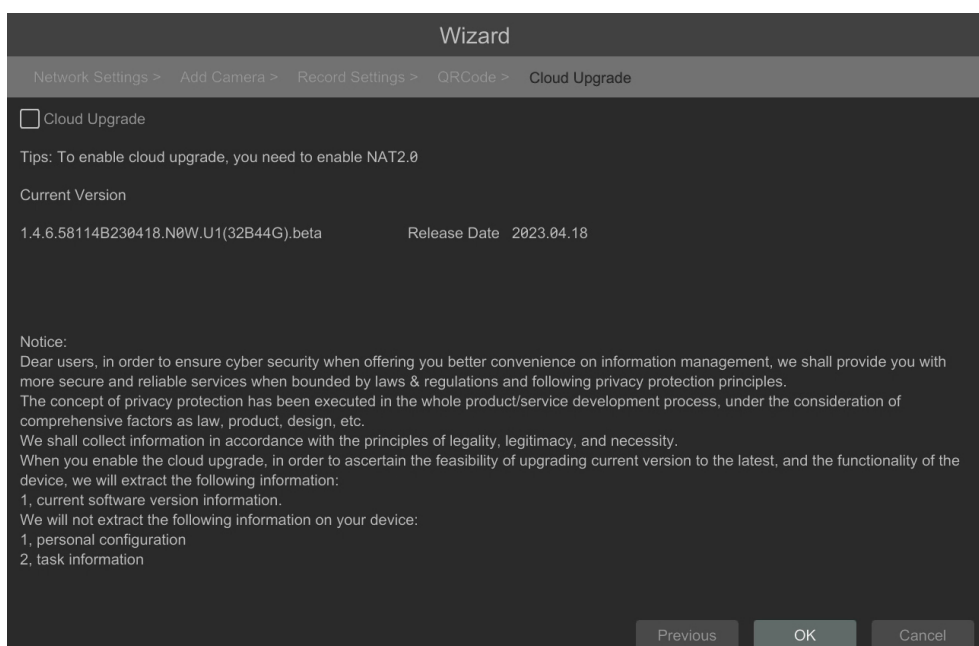 Wizard
Network Settings > Add Camera > Record Settings > QRCode > Cloud Upgrade
Cloud Upgrade
Tips: To enable cloud upgrade, you need to enable NAT2.0
Current Version
1.4.6.58114B230418.N0W.U1(32B44G).beta Release Date 2023.04.18
Notice:
Dear users, in order to ensure cyber security when offering you better convenience on information management, we shall provide you with
more secure and reliable services when bounded by laws & regulations and following privacy protection principles.
The concept of privacy protection has been executed in the whole product/service development process, under the consideration of
comprehensive factors as law, product, design, etc.
We shall collect information in accordance with the principles of legality, legitimacy, and necessity.
When you enable the cloud upgrade, in order to ascertain the feasibility of upgrading current version to the latest, and the functionality of the
device, we will extract the following information:
1, current software version information.
We will not extract the following information on your device:
1, personal configuration
2, task information
Previous OK Cancel